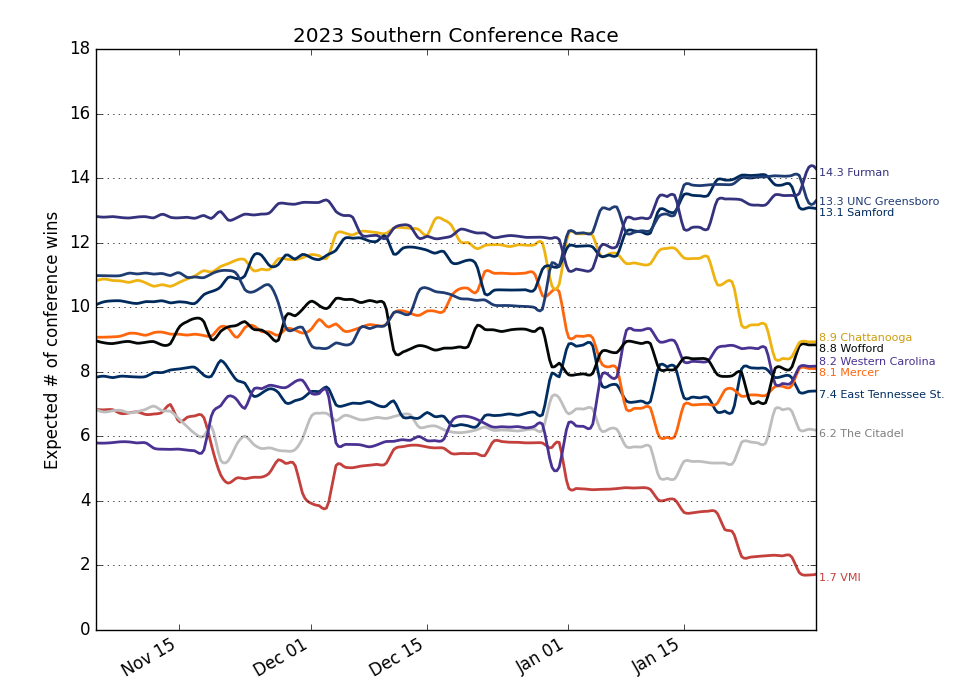 2023 Southern Conference Race
Expected # of conference wins
18
16
14
12
10
8
6
4
2
0
Nov 15
Dec 01
Dec 15
Jan 01
Jan 15
14.3 Furman
13.3 UNC Greensboro
13.1 Samford
8.9 Chattanooga
8.8 Wofford
8.2 Western Carolina
8.1 Mercer
7.4 East Tennessee St.
6.2 The Citadel
1.7 VMI